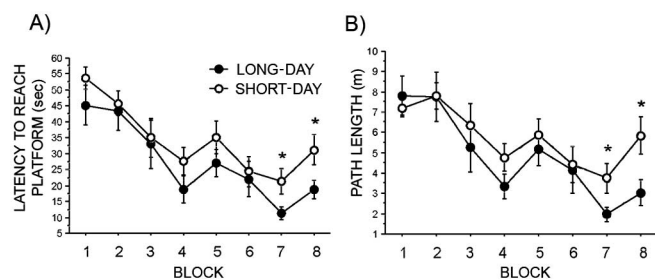 A)
LATENCY TO REACH
PLATFORM (sec)
60
55
50
45
40
35
30
25
20
15
10
5
LONG-DAY
SHORT-DAY
*
*
1 2 3 4 5 6 7 8
BLOCK
B)
PATH LENGTH (m)
10
9
8
7
6
5
4
3
2
1
*
*
1 2 3 4 5 6 7 8
BLOCK